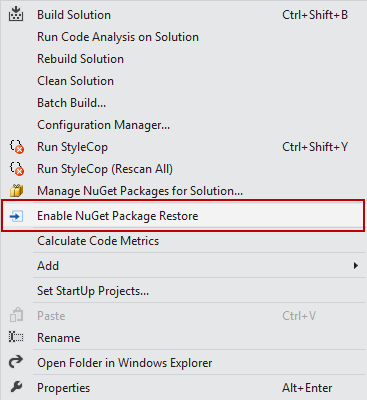 Build Solution Ctrl+Shift+B
Run Code Analysis on Solution
Rebuild Solution
Clean Solution
Batch Build...
Configuration Manager...
Run StyleCop Ctrl+Shift+Y
Run StyleCop (Rescan All)
Manage NuGet Packages for Solution...
Enable NuGet Package Restore
Calculate Code Metrics
Add
Set StartUp Projects...
Paste Ctrl+V
Rename
Open Folder in Windows Explorer
Properties Alt+Enter